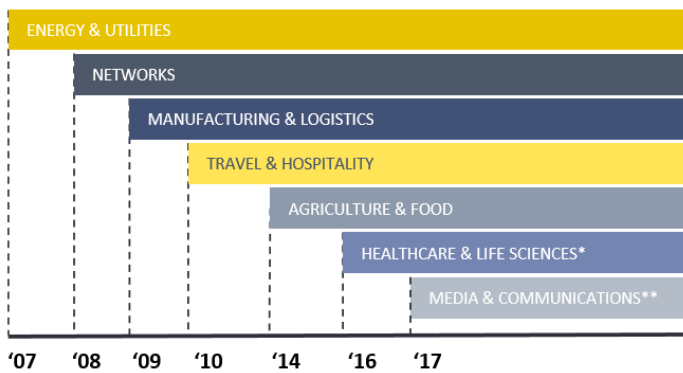 ENERGY & UTILITIES
NETWORKS
MANUFACTURING & LOGISTICS
TRAVEL & HOSPITALITY
AGRICULTURE & FOOD
HEALTHCARE & LIFE SCIENCES*
MEDIA & COMMUNICATIONS**
‘07 ‘08 ‘09 ‘10 ‘14 ‘16 ‘17